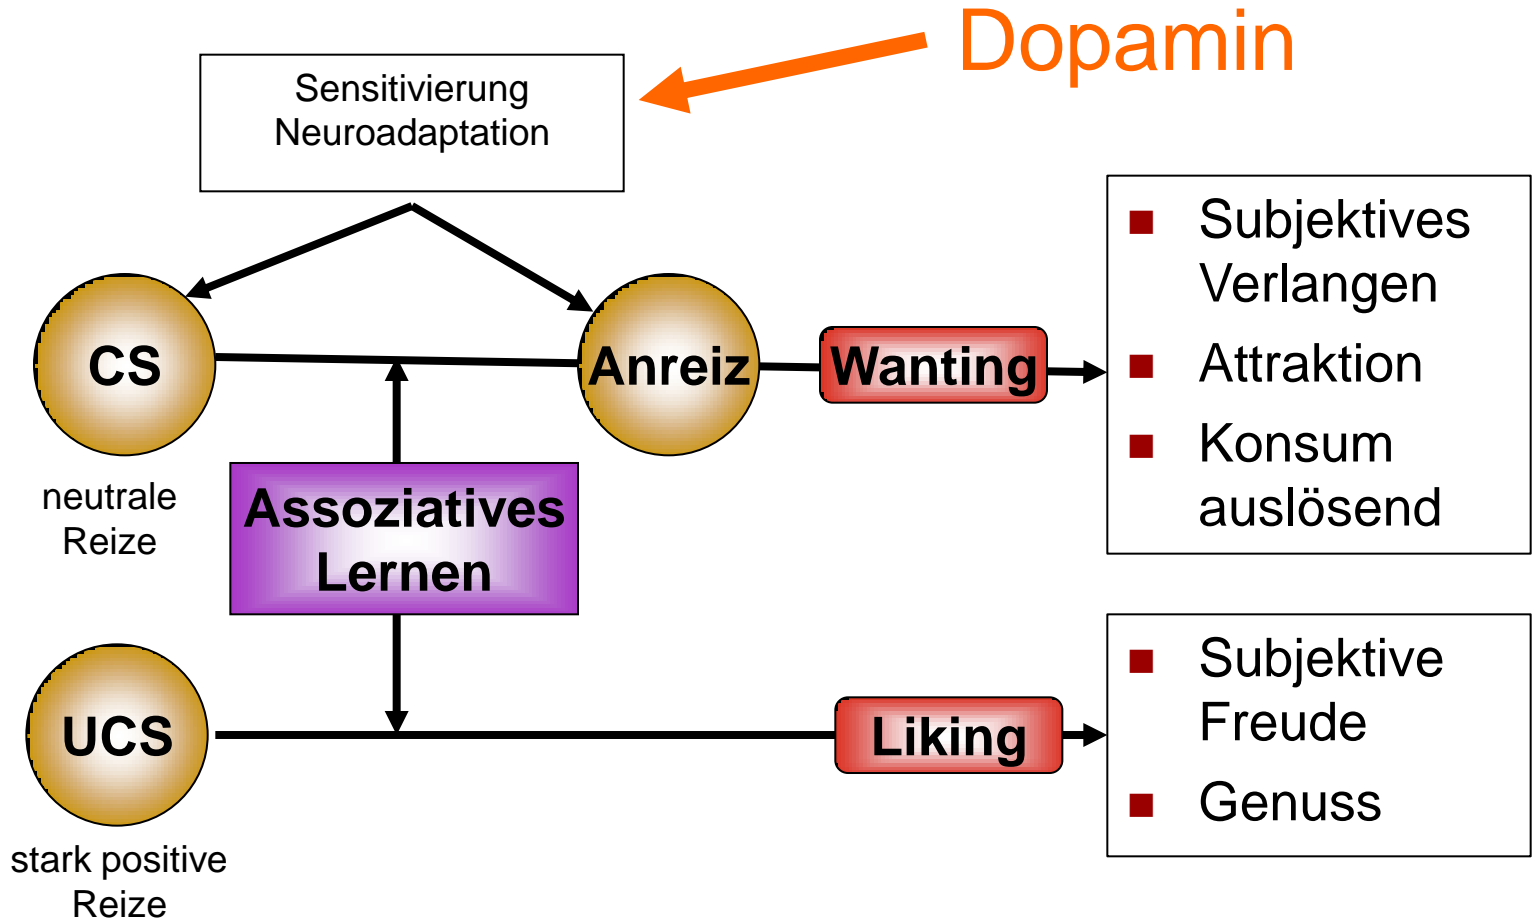 Dopamin
Sensitivierung
Neuroadaptation
CS
neutrale
Reize
Anreiz
Wanting
Subjektives
Verlangen
Attraktion
Konsum
auslösend
Assoziatives
Lernen
UCS
stark positive
Reize
Liking
Subjektive
Freude
Genuss